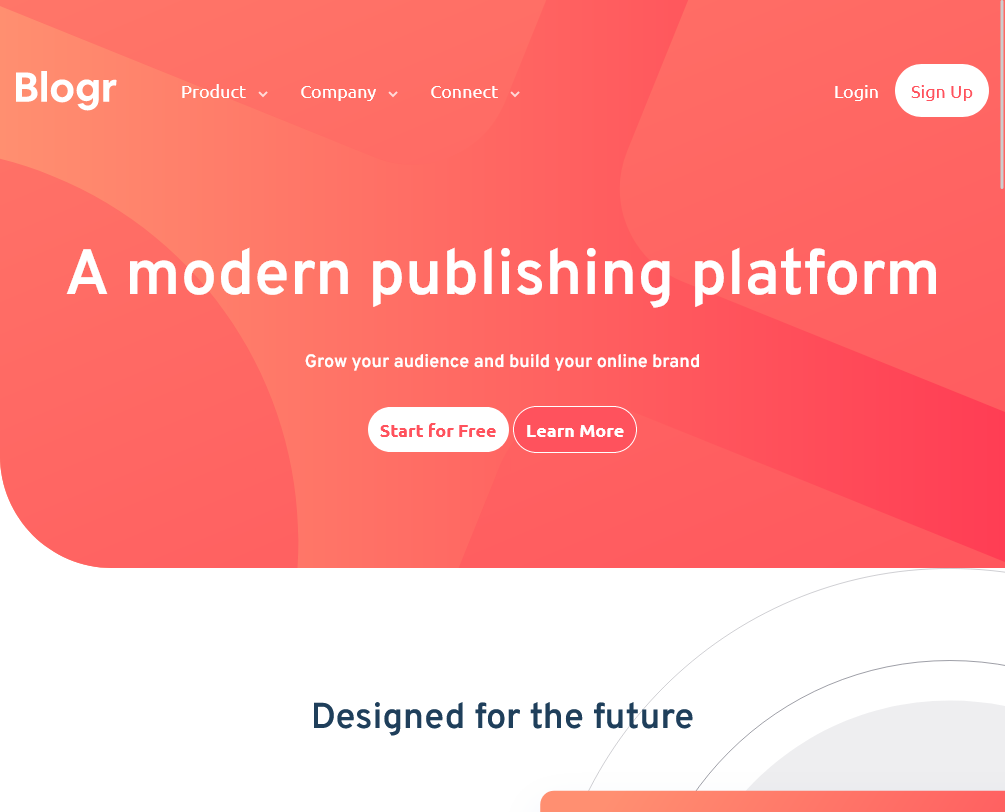 Blogr
Product
Company
Connect
Login
Sign Up
A modern publishing platform
Grow your audience and build your online brand
Start for Free
Learn More
Designed for the future